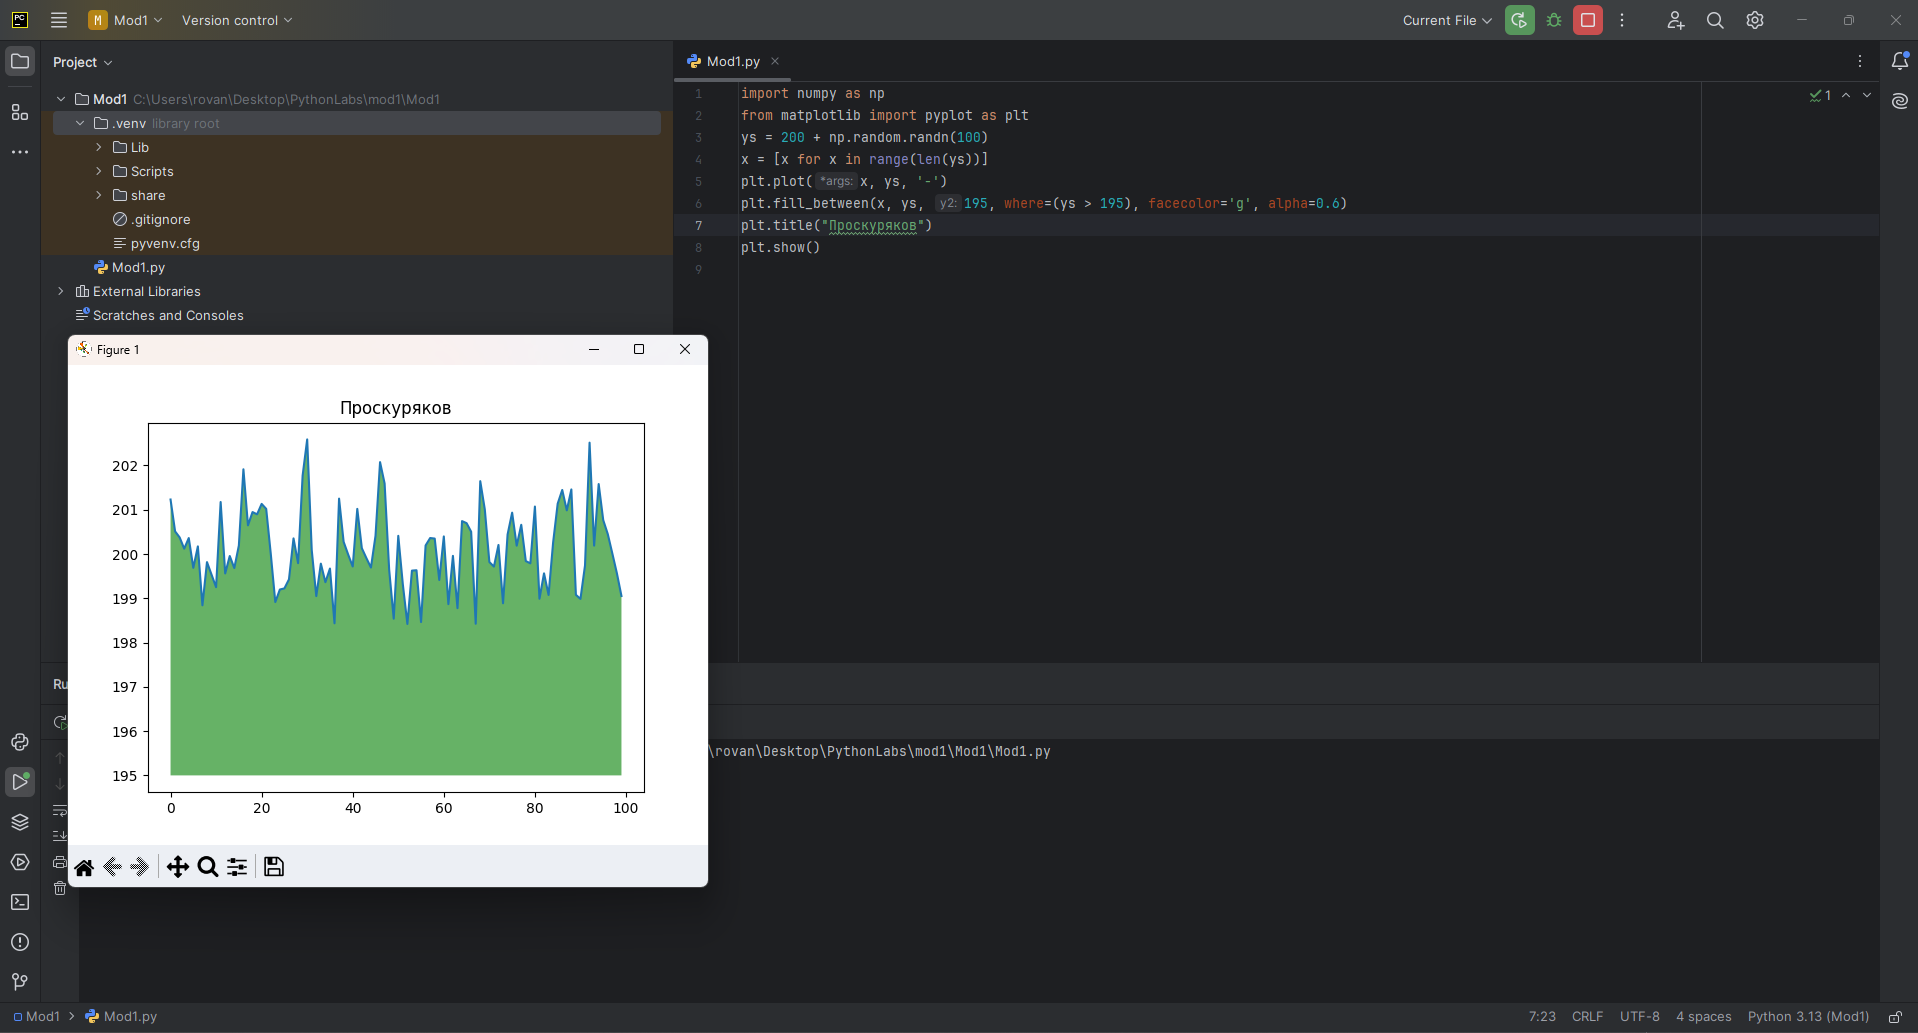 PC
M Mod1
Version control
Current File
Project
Mod1.py
Mod1 C:\Users\rovan\Desktop\PythonLabs\mod1\Mod1
.venv library root
Lib
Scripts
share
.gitignore
pyvenv.cfg
Mod1.py
External Libraries
Scratches and Consoles
1 import numpy as np
2 from matplotlib import pyplot as plt
3 ys = 200 + np.random.randn(100)
4 x = [x for x in range(len(ys))]
5 plt.plot( *args: x, ys, '-')
6 plt.fill_between(x, ys, y2: 195, where=(ys > 195), facecolor='g', alpha=0.6)
7 plt.title("Проскуряков")
8 plt.show()
9
1
Figure 1
Проскуряков
202
201
200
199
198
197
196
195
0 20 40 60 80 100
Ru
\rovan\Desktop\PythonLabs\mod1\Mod1\Mod1.py
Mod1 Mod1.py
7:23 CRLF UTF-8 4 spaces Python 3.13 (Mod1)